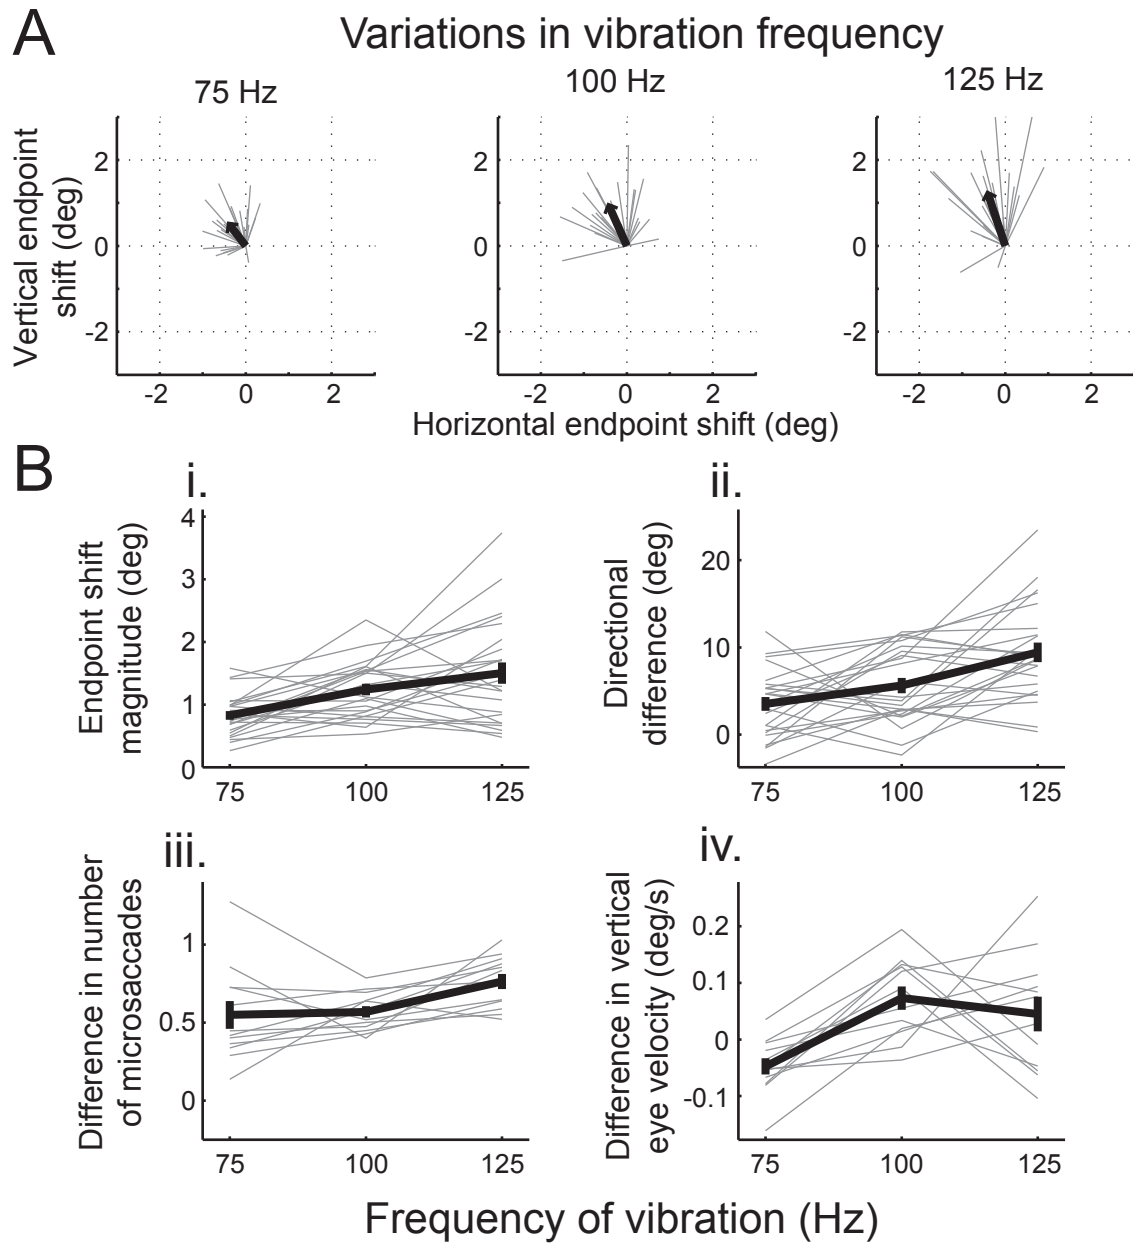 A
Variations in vibration frequency
75 Hz
100 Hz
125 Hz
Vertical endpoint
shift (deg)
2
0
-2
2
0
-2
2
0
-2
-2 0 2
-2 0 2
-2 0 2
Horizontal endpoint shift (deg)
B
i.
Endpoint shift
magnitude (deg)
4
3
2
1
0
75 100 125
ii.
Directional
difference (deg)
20
10
0
75 100 125
iii.
Difference in number
of microsaccades
1
0.5
0
75 100 125
iv.
Difference in vertical
eye velocity (deg/s)
0.2
0.1
0
-0.1
75 100 125
Frequency of vibration (Hz)